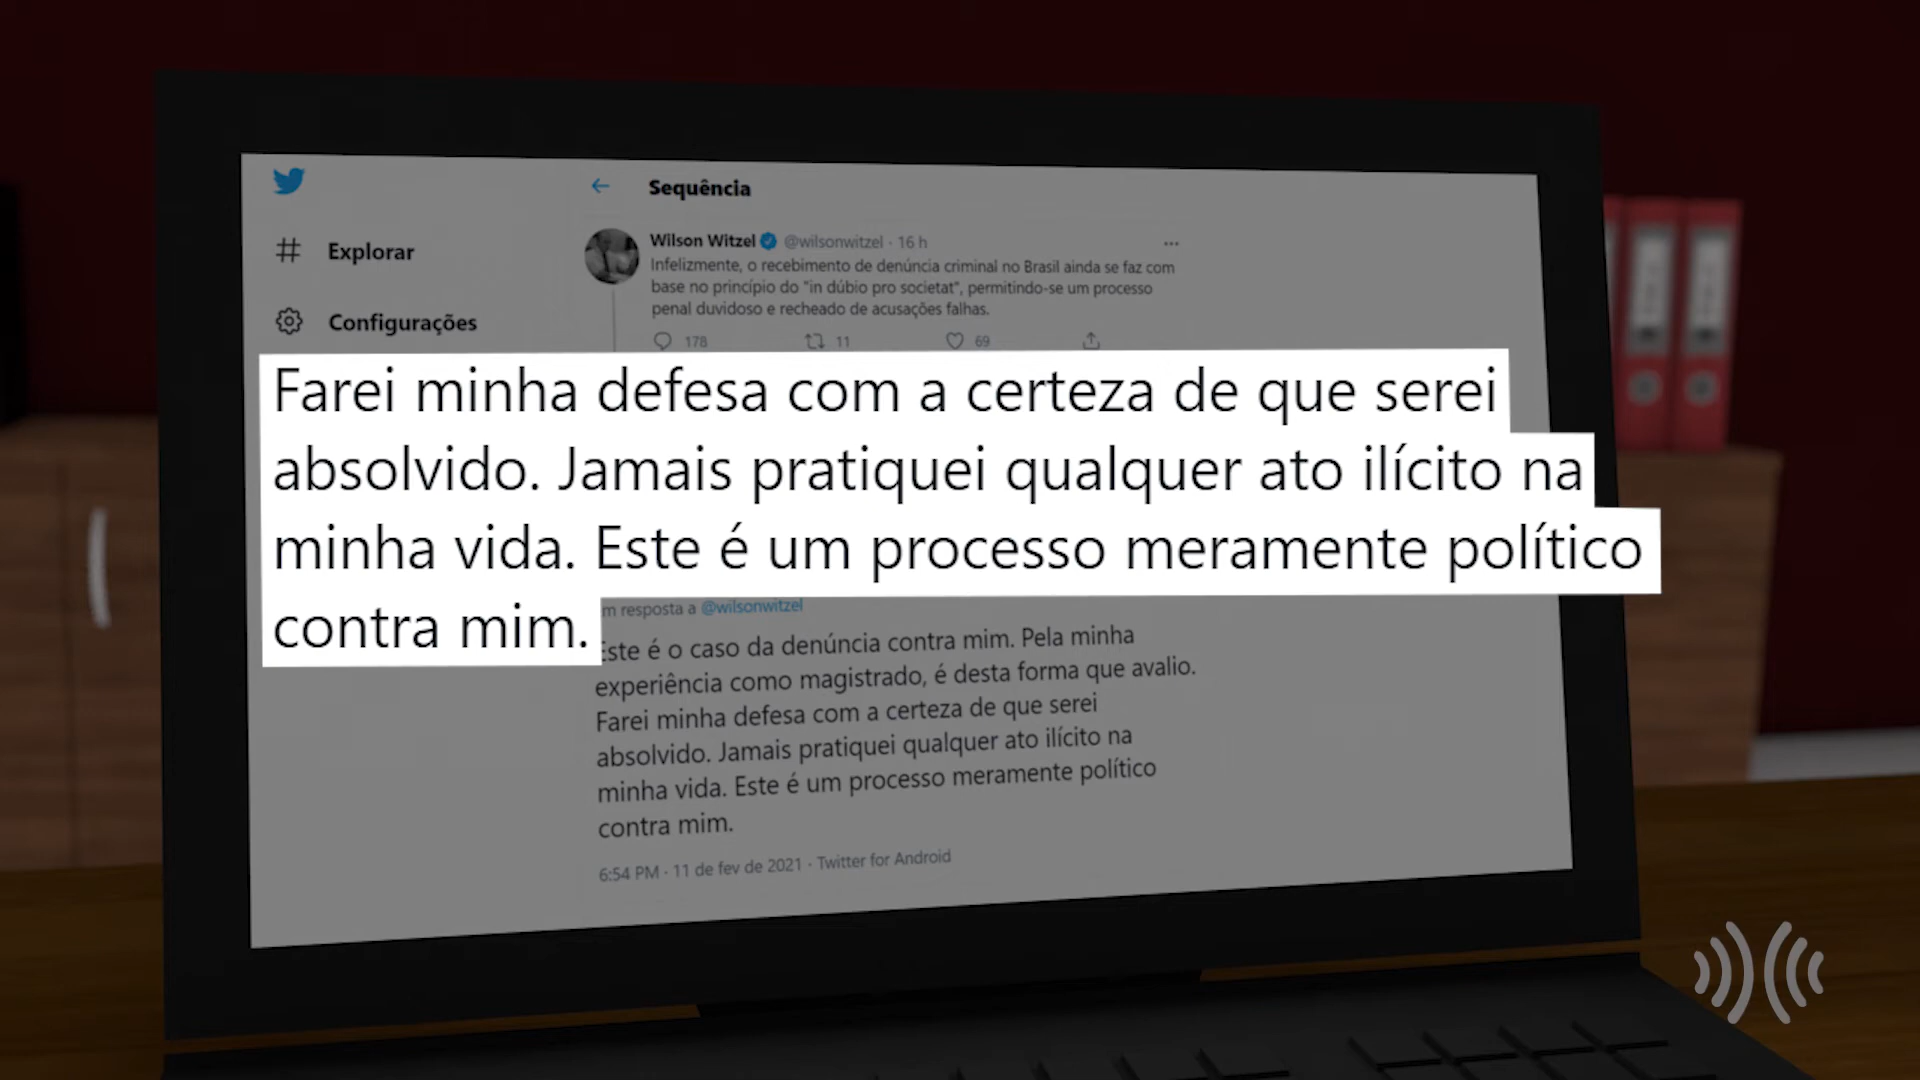 Sequência
Explorar
Configurações
Wilson Witzel @wilsonwitzel · 16 h
Infelizmente, o recebimento de denúncia criminal no Brasil ainda se faz com
base no princípio do "in dúbio pro societat", permitindo-se um processo
penal duvidoso e recheado de acusações falhas.
178 11 69
Farei minha defesa com a certeza de que serei
absolvido. Jamais pratiquei qualquer ato ilícito na
minha vida. Este é um processo meramente político
contra mim.
m resposta a @wilsonwitzel
Este é o caso da denúncia contra mim. Pela minha
experiência como magistrado, é desta forma que avalio.
Farei minha defesa com a certeza de que serei
absolvido. Jamais pratiquei qualquer ato ilícito na
minha vida. Este é um processo meramente político
contra mim.
6:54 PM · 11 de fev de 2021 · Twitter for Android